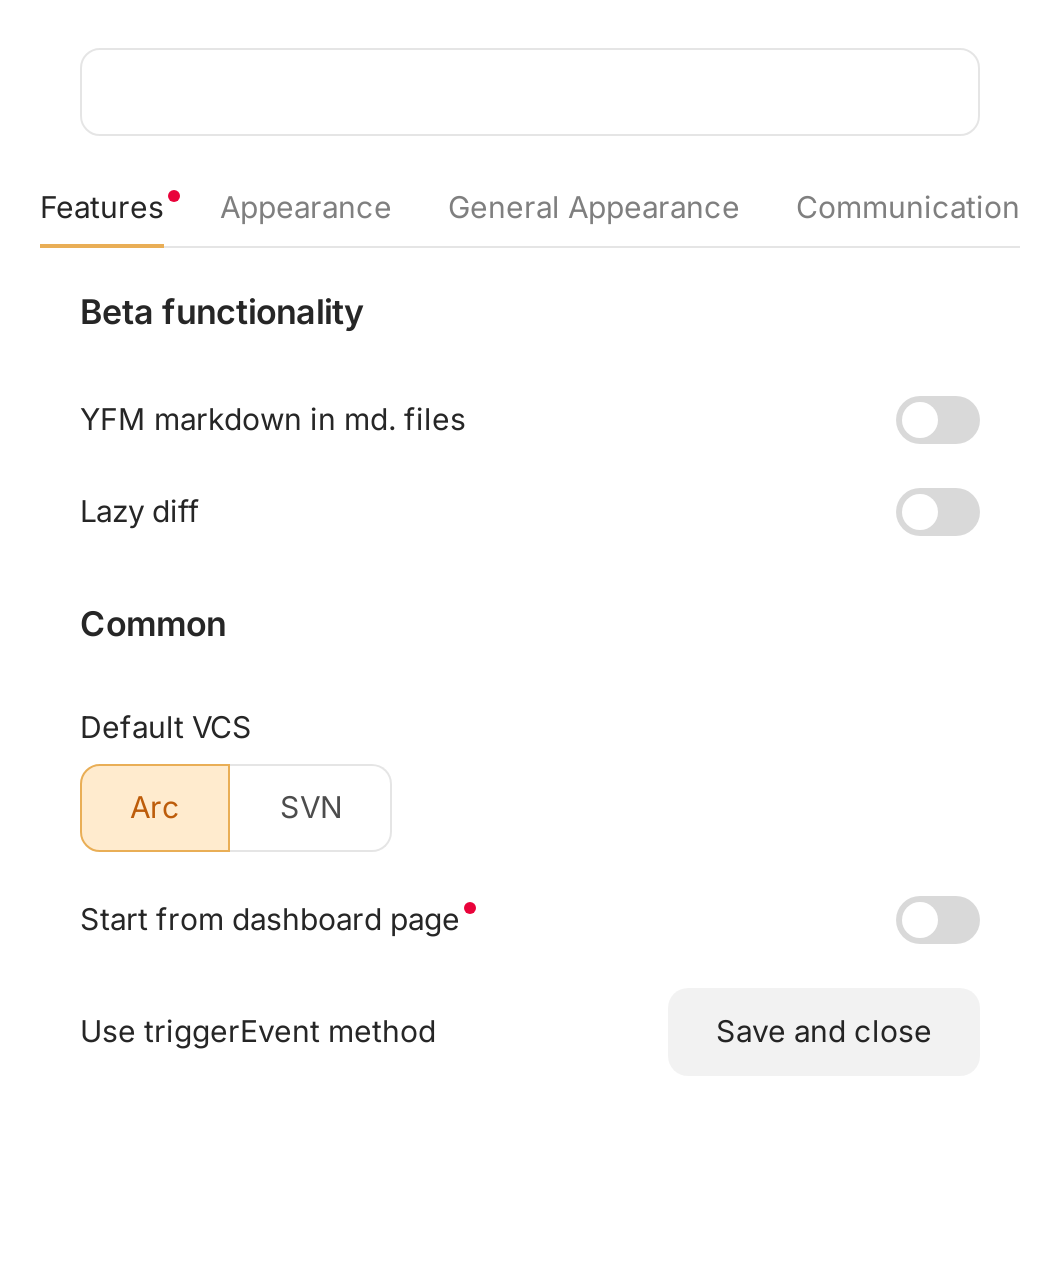 Features Appearance General Appearance Communication
Beta functionality
YFM markdown in md. files
Lazy diff
Common
Default VCS
Arc SVN
Start from dashboard page
Use triggerEvent method Save and close